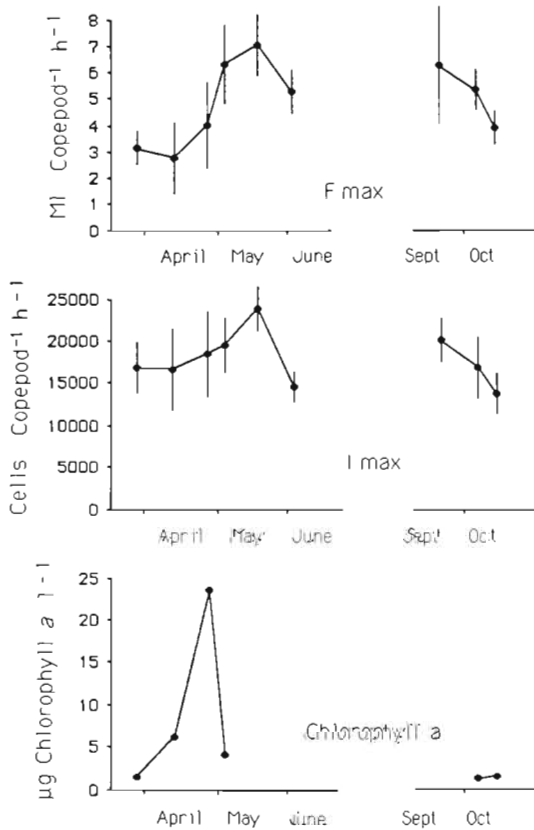 Ml Copepod⁻¹ h⁻¹
8
7
6
5
4
3
2
1
0
F max
April May June Sept Oct
Cells Copepod⁻¹ h⁻¹
25000
20000
15000
10000
5000
0
I max
April May June Sept Oct
µg Chlorophyll a l⁻¹
25
20
15
10
5
0
Chlorophyll a
April May June Sept Oct